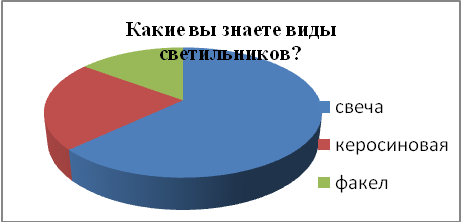 Какие вы знаете виды
светильников?
свеча
керосиновая
факел